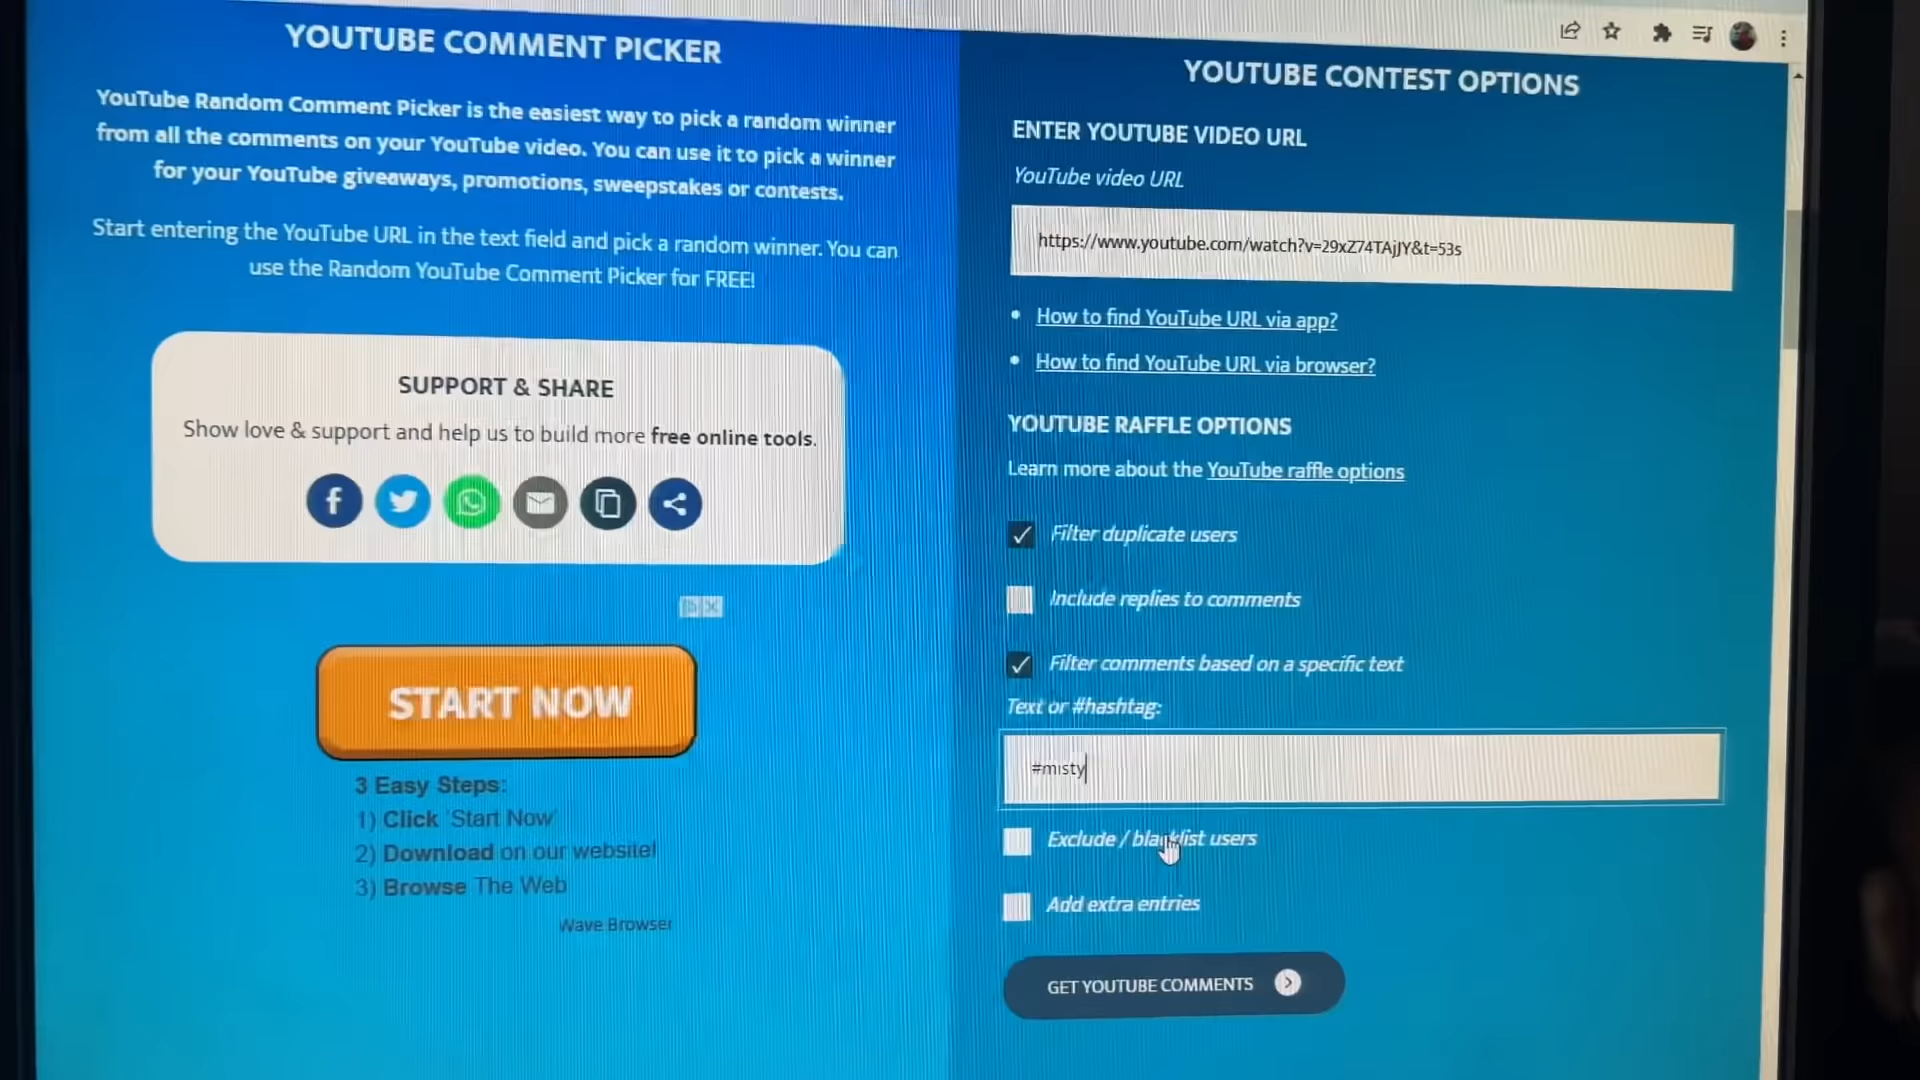 YOUTUBE COMMENT PICKER
YouTube Random Comment Picker is the easiest way to pick a random winner
from all the comments on your YouTube video. You can use it to pick a winner
for your YouTube giveaways, promotions, sweepstakes or contests.
Start entering the YouTube URL in the text field and pick a random winner. You can
use the Random YouTube Comment Picker for FREE!
SUPPORT & SHARE
Show love & support and help us to build more free online tools.
START NOW
3 Easy Steps:
1) Click 'Start Now'
2) Download on our website!
3) Browse The Web
Wave Browser
YOUTUBE CONTEST OPTIONS
ENTER YOUTUBE VIDEO URL
YouTube video URL
https://www.youtube.com/watch?v=29xZ74TAjJY&t=53s
How to find YouTube URL via app?
How to find YouTube URL via browser?
YOUTUBE RAFFLE OPTIONS
Learn more about the YouTube raffle options
Filter duplicate users
Include replies to comments
Filter comments based on a specific text
Text or #hashtag:
#misty
Exclude / blacklist users
Add extra entries
GET YOUTUBE COMMENTS